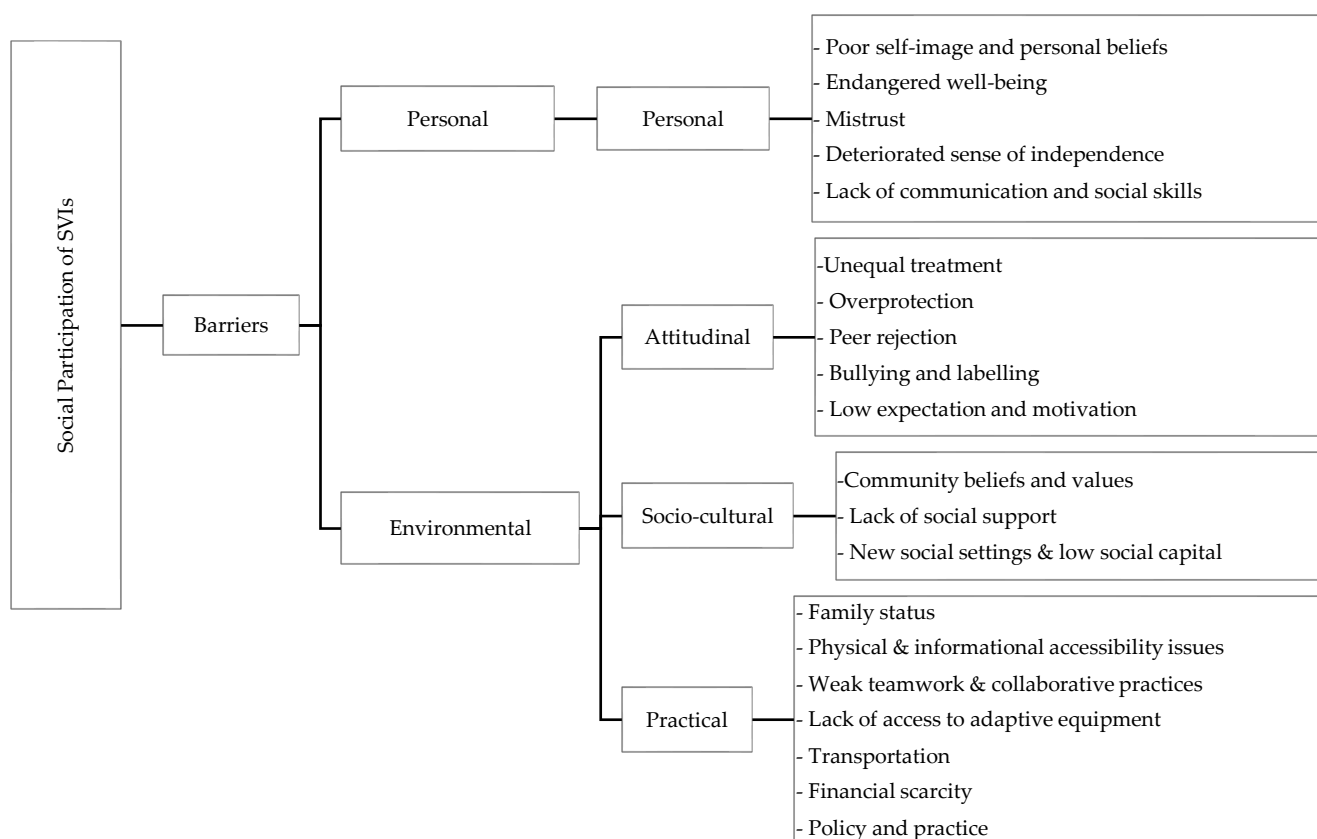 Social Participation of SVIs
Barriers
Personal
Personal
- Poor self-image and personal beliefs
- Endangered well-being
- Mistrust
- Deteriorated sense of independence
- Lack of communication and social skills
Environmental
Attitudinal
-Unequal treatment
- Overprotection
- Peer rejection
- Bullying and labelling
- Low expectation and motivation
Socio-cultural
-Community beliefs and values
- Lack of social support
- New social settings & low social capital
Practical
- Family status
- Physical & informational accessibility issues
- Weak teamwork & collaborative practices
- Lack of access to adaptive equipment
- Transportation
- Financial scarcity
- Policy and practice